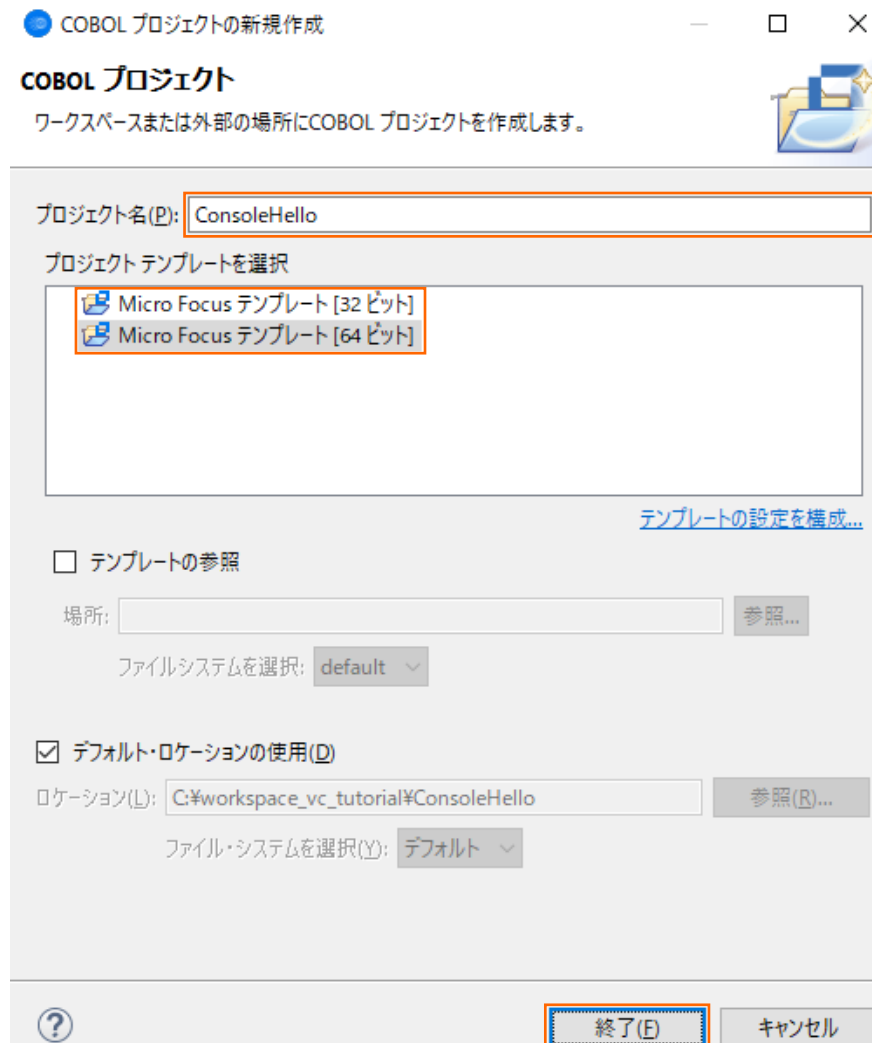 COBOL プロジェクトの新規作成
COBOL プロジェクト
ワークスペースまたは外部の場所にCOBOL プロジェクトを作成します。
プロジェクト名(P): ConsoleHello
プロジェクト テンプレートを選択
Micro Focus テンプレート [32 ビット]
Micro Focus テンプレート [64 ビット]
テンプレートの設定を構成...
テンプレートの参照
場所: 参照...
ファイルシステムを選択: default
デフォルト・ロケーションの使用(D)
ロケーション(L): C:¥workspace_vc_tutorial¥ConsoleHello 参照(R)...
ファイル・システムを選択(Y): デフォルト
? 終了(F) キャンセル